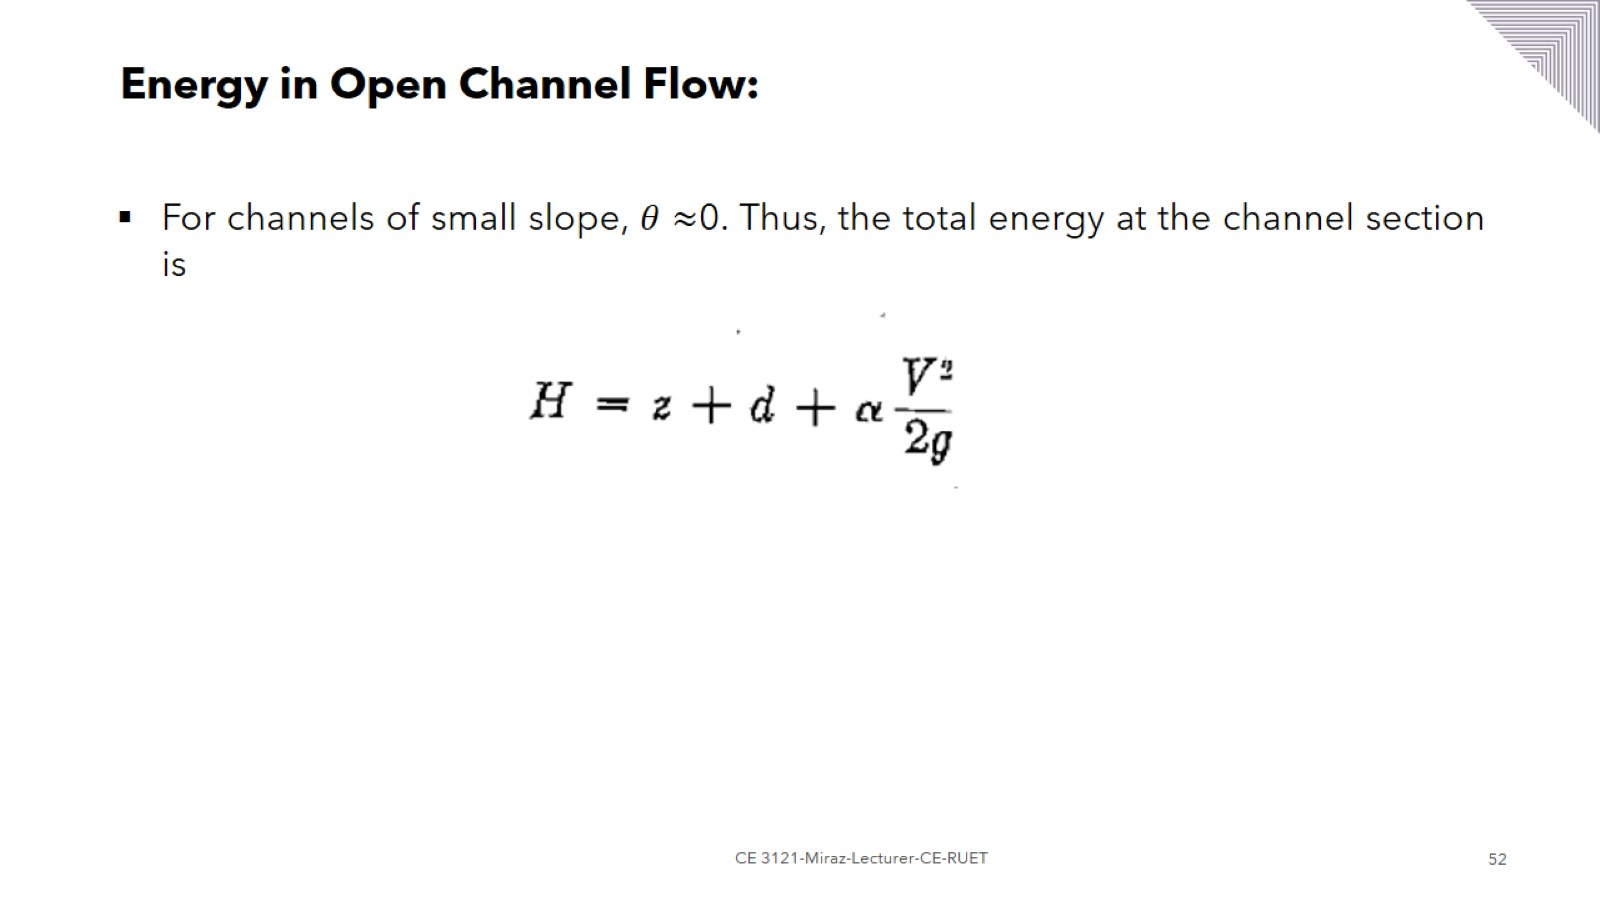 Energy in Open Channel Flow:
▪ For channels of small slope, θ ≈0. Thus, the total energy at the channel section
is
H = z + d + α V²/2g
CE 3121-Miraz-Lecturer-CE-RUET
52